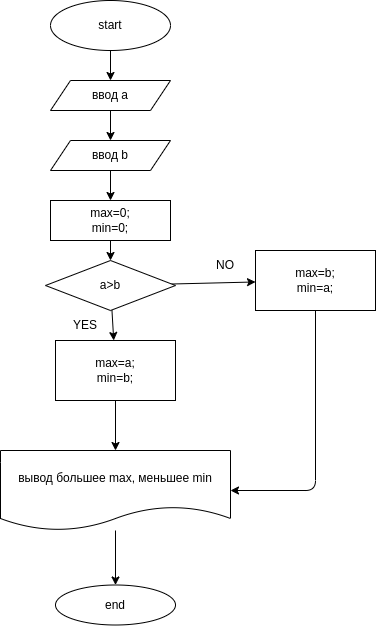 start
ввод a
ввод b
max=0;
min=0;
a>b
NO
max=b;
min=a;
YES
max=a;
min=b;
вывод большее max, меньшее min
end